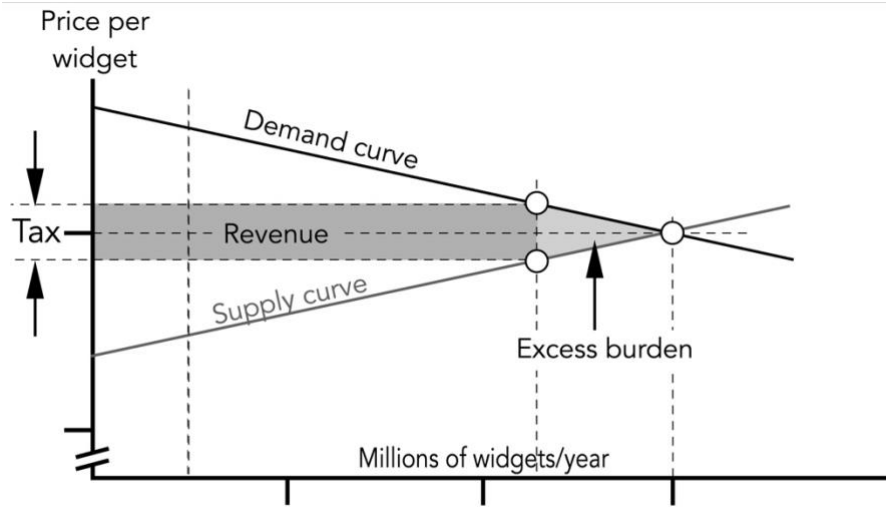 Price per
widget
Demand curve
Tax
Revenue
Supply curve
Excess burden
Millions of widgets/year